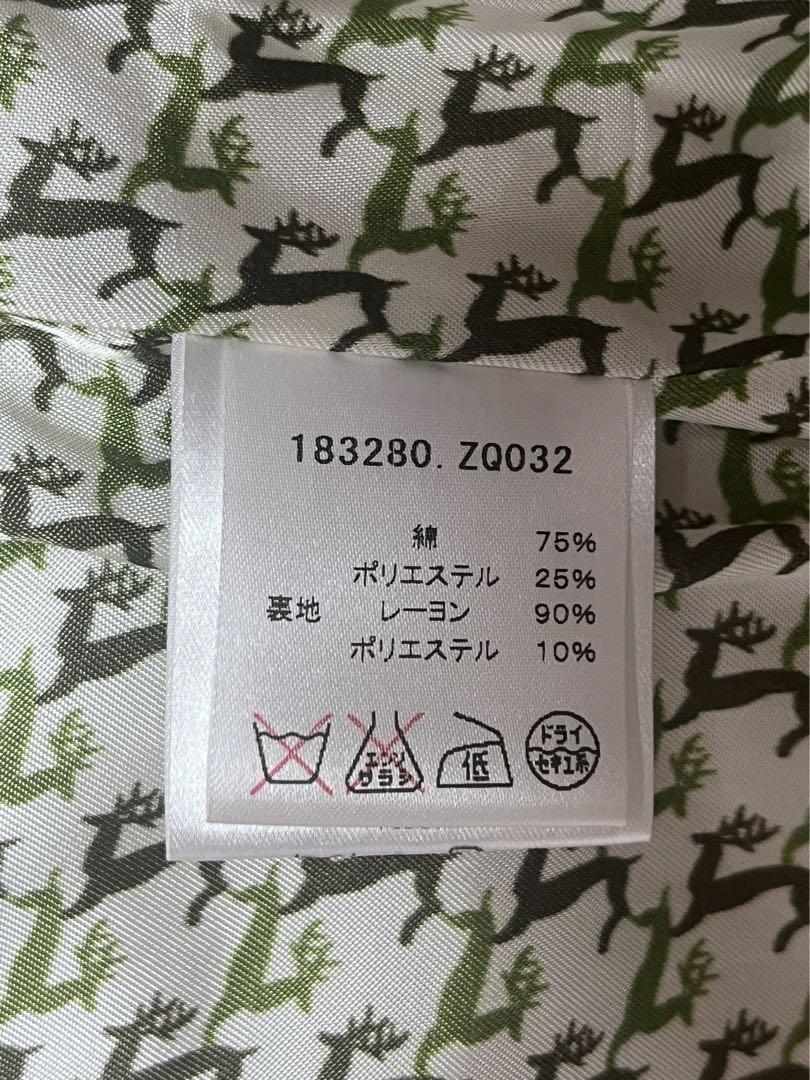 183280. ZQ032
綿 75%
ポリエステル 25%
裏地 レーヨン 90%
ポリエステル 10%
エンソ
サラシ
低
ドライ
セキユ系